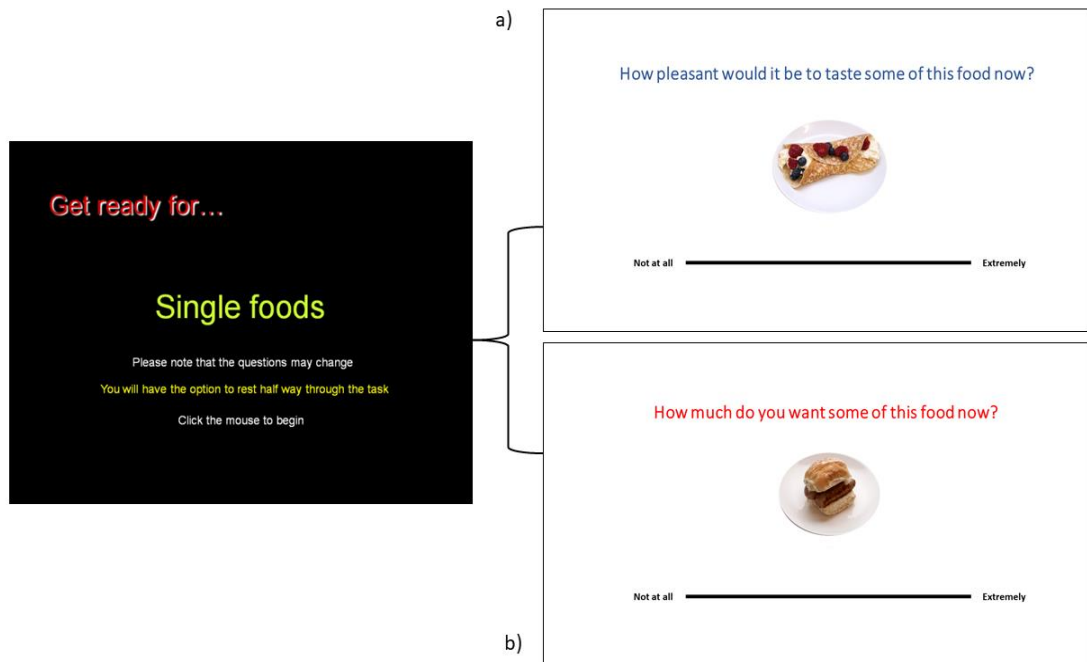 Get ready for…
Single foods
Please note that the questions may change
You will have the option to rest half way through the task
Click the mouse to begin
a)
How pleasant would it be to taste some of this food now?
Not at all
Extremely
b)
How much do you want some of this food now?
Not at all
Extremely